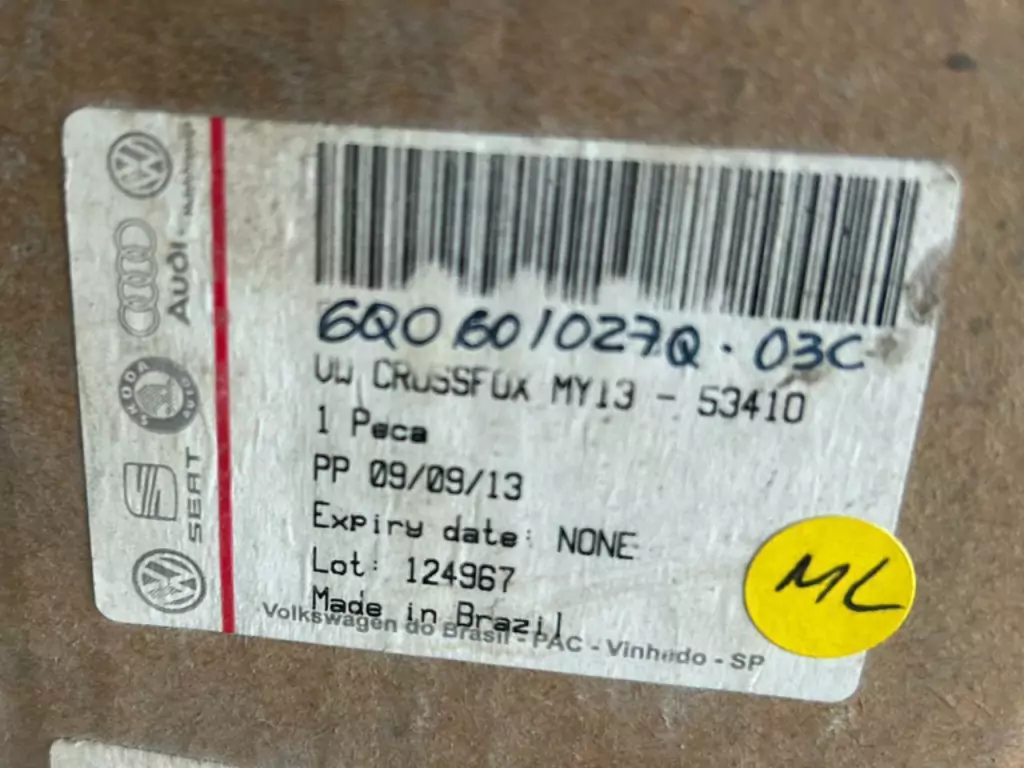 6Q0 601027Q - 03C
VW CROSSFOX MY13 - 53410
1 Peca
PP 09/09/13
Expiry date: NONE
Lot: 124967
Made in Brazil
Volkswagen do Brasil - PAC - Vinhedo - SP
AUDI
SKODA
SEAT
ML